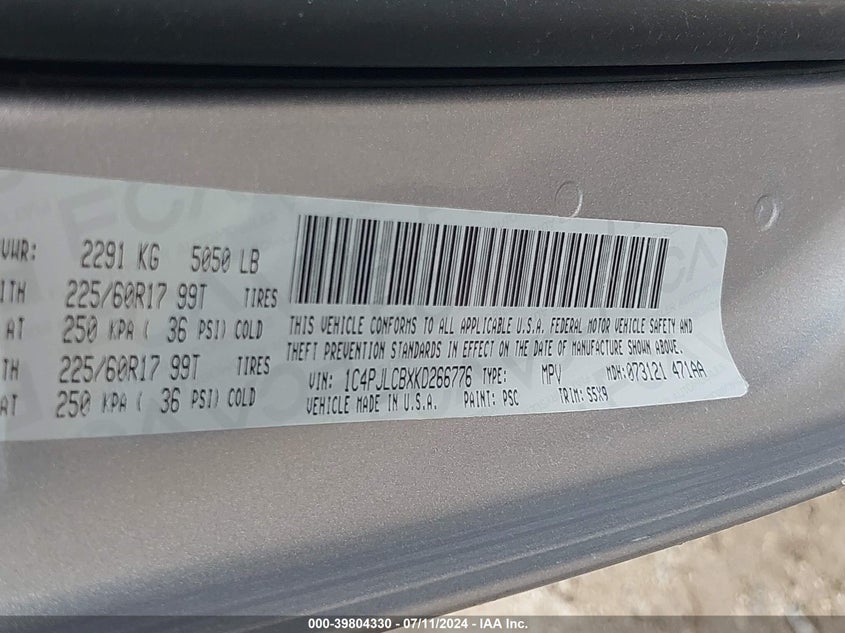 VWR: 2291 KG 5050 LB
ITH 225/60R17 99T TIRES
AT 250 KPA ( 36 PSI) COLD
TH 225/60R17 99T TIRES
AT 250 KPA ( 36 PSI) COLD
THIS VEHICLE CONFORMS TO ALL APPLICABLE U.S.A. FEDERAL MOTOR VEHICLE SAFETY AND
THEFT PREVENTION STANDARDS IN EFFECT ON THE DATE OF MANUFACTURE SHOWN ABOVE.
VIN: 1C4PJLCBXKD266776 TYPE: MPV MDH: 073121 471AA
VEHICLE MADE IN U.S.A. PAINT: PSC TRIM: S5X9
000-39804330 - 07/11/2024 - IAA Inc.